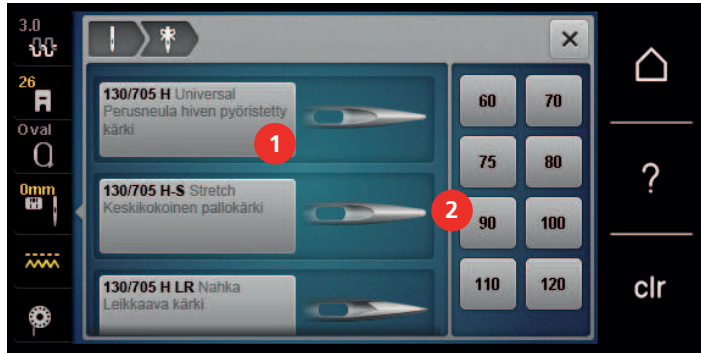 3.0
26
Oval
0mm
130/705 H Universal
Perusneula hiven pyöristetty
kärki
1
130/705 H-S Stretch
Keskikokoinen pallokärki
2
130/705 H LR Nahka
Leikkaava kärki
60 70
75 80
90 100
110 120
?
clr